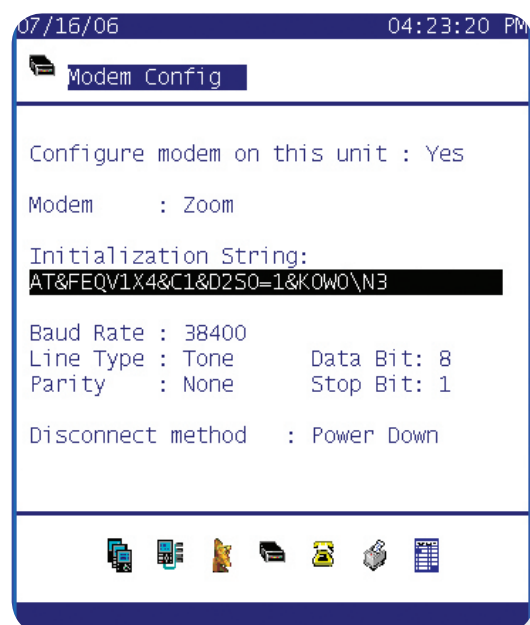 07/16/06 04:23:20 PM
Modem Config
Configure modem on this unit : Yes
Modem : Zoom
Initialization String:
AT&FEQV1X4&C1&D2S0=1&K0W0\N3
Baud Rate : 38400
Line Type : Tone Data Bit: 8
Parity : None Stop Bit: 1
Disconnect method : Power Down